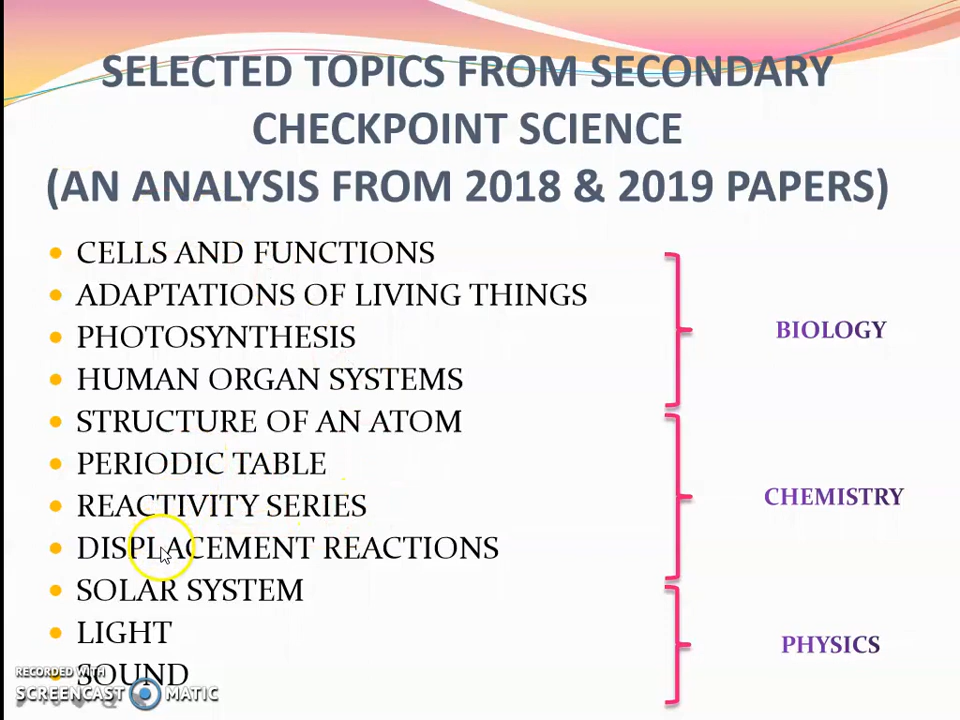 SELECTED TOPICS FROM SECONDARY
CHECKPOINT SCIENCE
(AN ANALYSIS FROM 2018 & 2019 PAPERS)
CELLS AND FUNCTIONS
ADAPTATIONS OF LIVING THINGS
PHOTOSYNTHESIS
HUMAN ORGAN SYSTEMS
BIOLOGY
STRUCTURE OF AN ATOM
PERIODIC TABLE
REACTIVITY SERIES
DISPLACEMENT REACTIONS
CHEMISTRY
SOLAR SYSTEM
LIGHT
SOUND
PHYSICS
RECORDED WITH
SCREENCAST MATIC